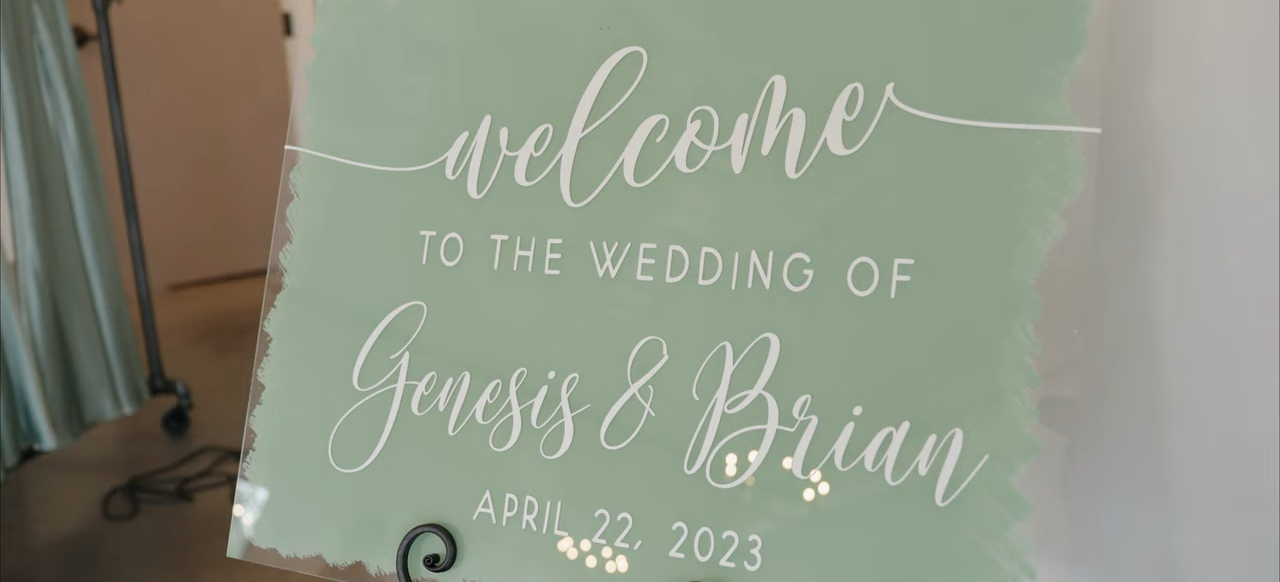 welcome
TO THE WEDDING OF
Genesis & Brian
APRIL 22, 2023